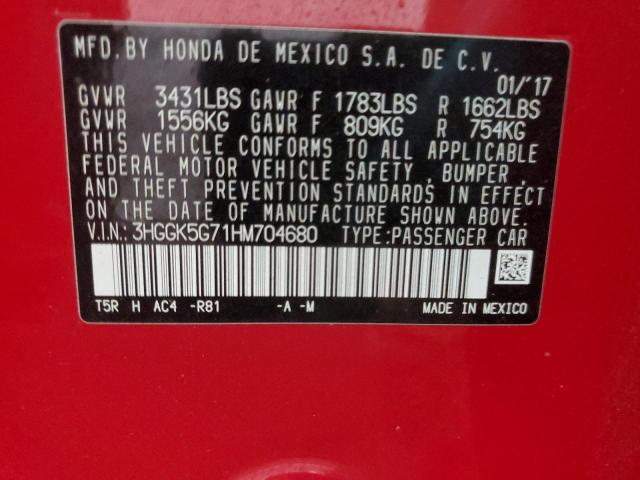 MFD. BY HONDA DE MEXICO S.A. DE C.V.
01/'17
GVWR 3431LBS GAWR F 1783LBS R 1662LBS
GVWR 1556KG GAWR F 809KG R 754KG
THIS VEHICLE CONFORMS TO ALL APPLICABLE
FEDERAL MOTOR VEHICLE SAFETY, BUMPER,
AND THEFT PREVENTION STANDARDS IN EFFECT
ON THE DATE OF MANUFACTURE SHOWN ABOVE.
V.I.N.: 3HGGK5G71HM704680 TYPE:PASSENGER CAR
T5R H AC4 -R81 -A -M MADE IN MEXICO